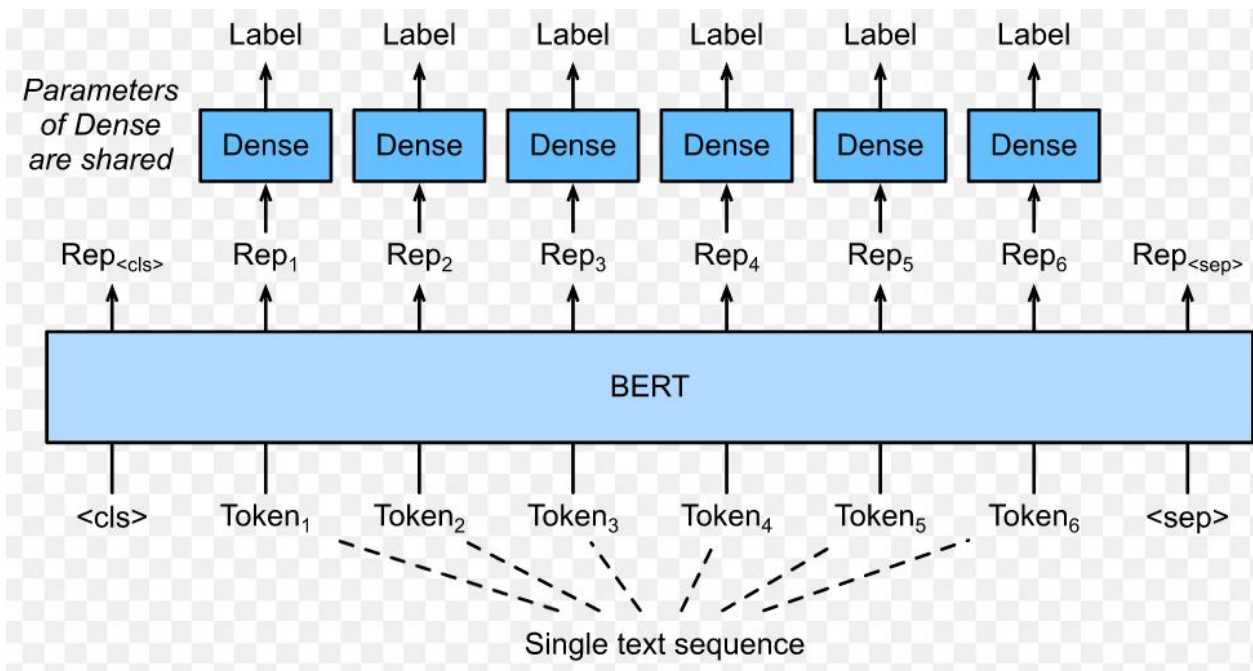 Label Label Label Label Label Label
Parameters
of Dense
are shared
Dense Dense Dense Dense Dense Dense
Rep<cls> Rep₁ Rep₂ Rep₃ Rep₄ Rep₅ Rep₆ Rep<sep>
BERT
<cls> Token₁ Token₂ Token₃ Token₄ Token₅ Token₆ <sep>
Single text sequence